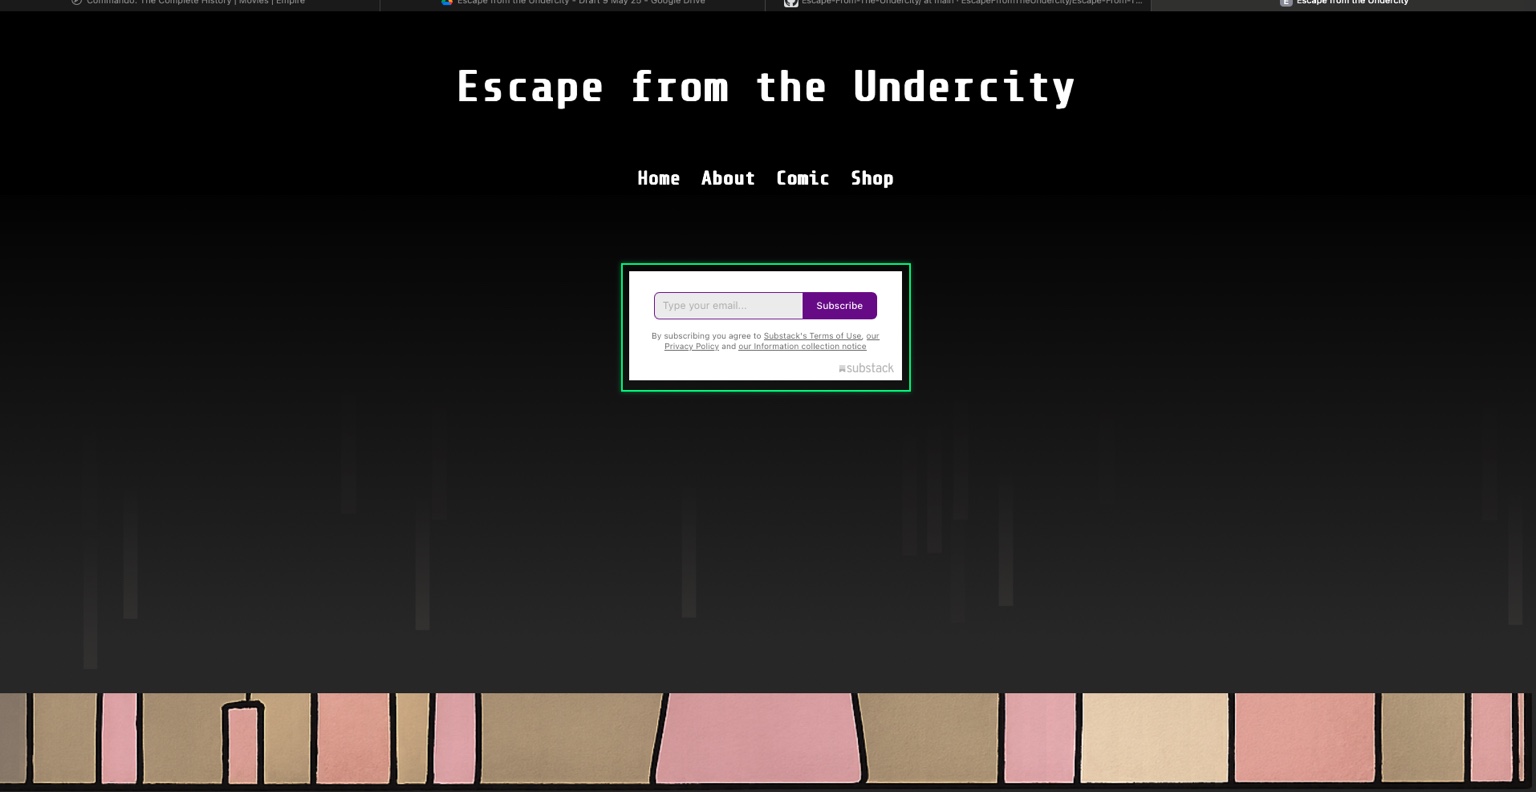 Commando: The Complete History | Movies | Empire
Escape from the Undercity - Draft 9 May 25 - Google Drive
Escape-From-The-Undercity/ at main · EscapeFromTheUndercity/Escape-From-T...
Escape from the Undercity
Escape from the Undercity
Home About Comic Shop
Type your email... Subscribe
By subscribing you agree to Substack's Terms of Use, our
Privacy Policy and our Information collection notice
substack